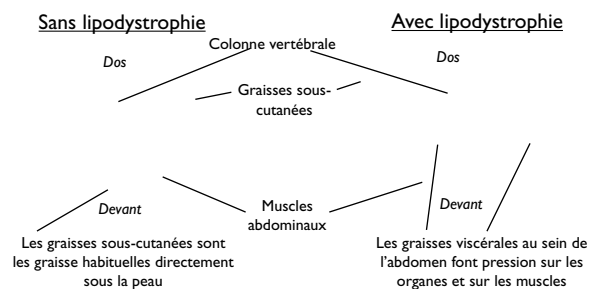 Sans lipodystrophie
Avec lipodystrophie
Colonne vertébrale
Dos
Dos
Graisses sous-
cutanées
Devant
Muscles
abdominaux
Devant
Les graisses sous-cutanées sont
les graisse habituelles directement
sous la peau
Les graisses viscérales au sein de
l’abdomen font pression sur les
organes et sur les muscles